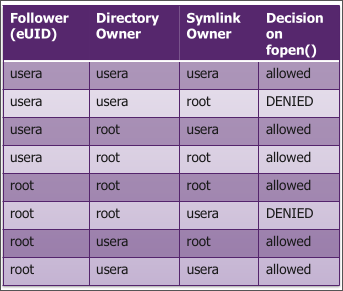 Follower Directory Symlink Decision
(eUID) Owner Owner on
fopen()
usera usera usera allowed
usera usera root DENIED
usera root usera allowed
usera root root allowed
root root root allowed
root root usera DENIED
root usera root allowed
root usera usera allowed